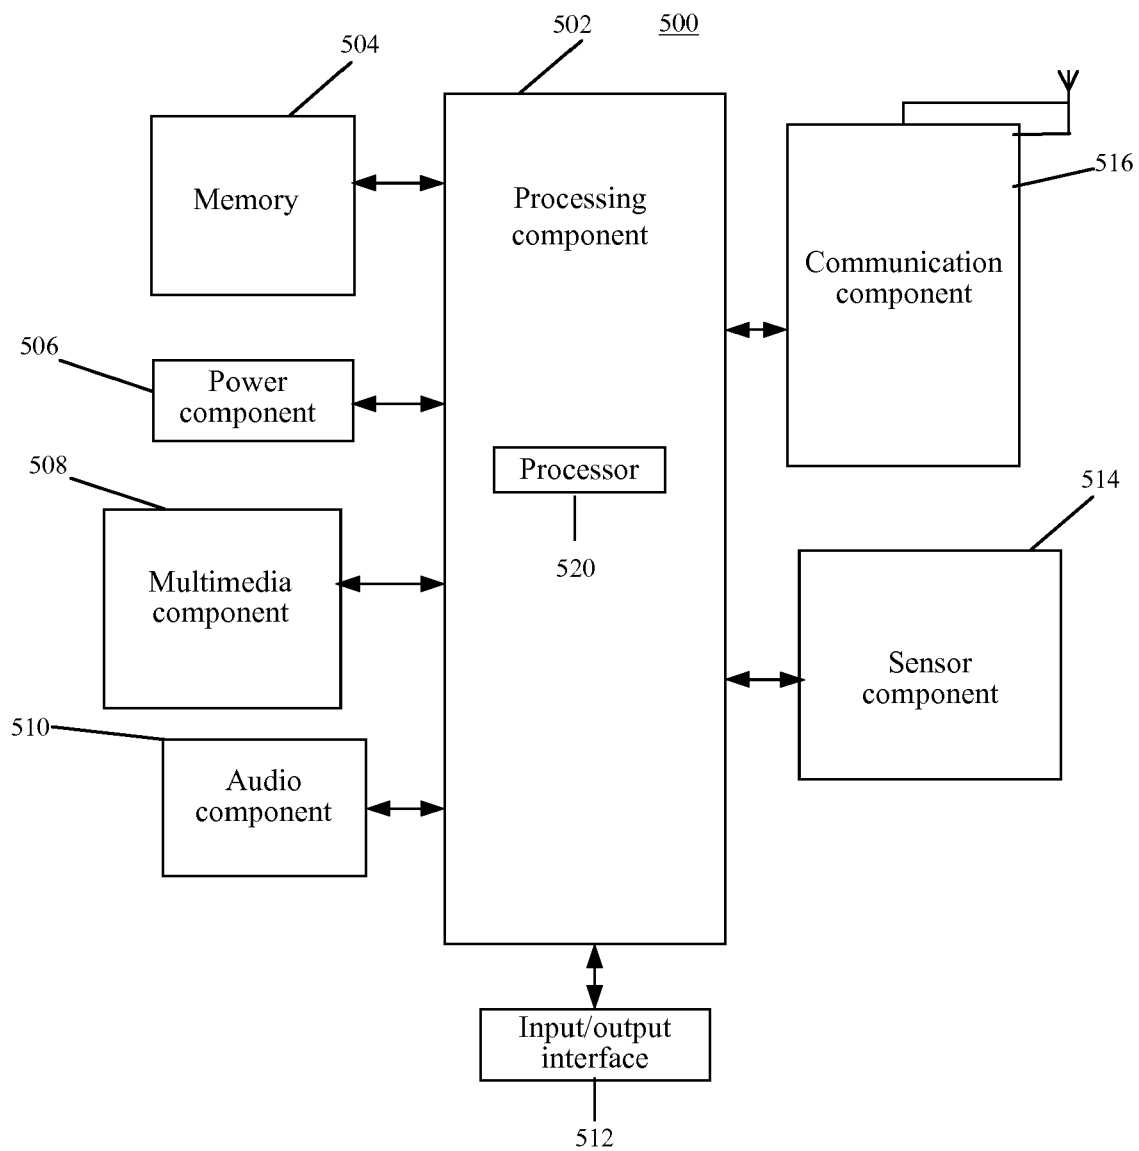 500
502
504
Memory
Processing
component
516
Communication
component
506
Power
component
508
Processor
520
514
Multimedia
component
Sensor
component
510
Audio
component
Input/output
interface
512